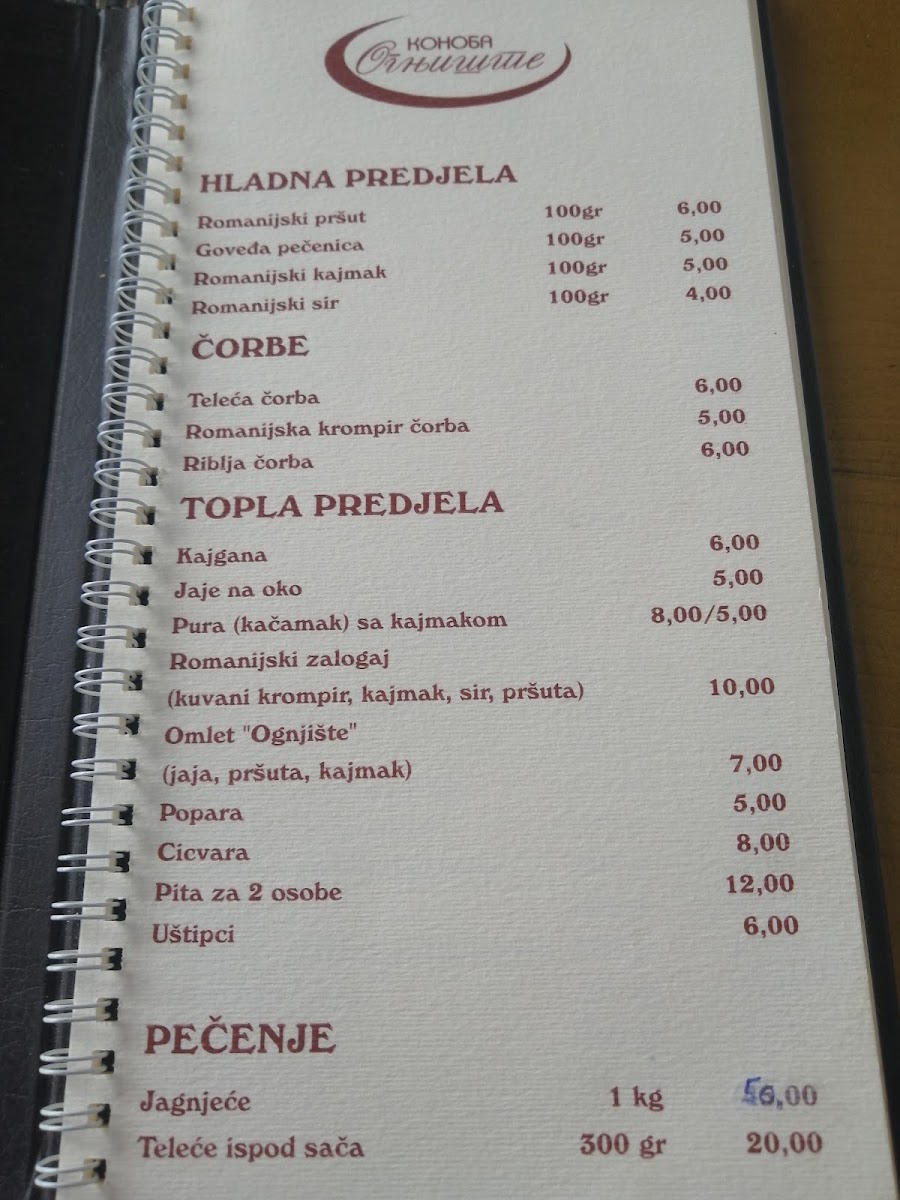 КОНОБА
Огњиште
HLADNA PREDJELA
Romanijski pršut 100gr 6,00
Goveđa pečenica 100gr 5,00
Romanijski kajmak 100gr 5,00
Romanijski sir 100gr 4,00
ČORBE
Teleća čorba 6,00
Romanijska krompir čorba 5,00
Riblja čorba 6,00
TOPLA PREDJELA
Kajgana 6,00
Jaje na oko 5,00
Pura (kačamak) sa kajmakom 8,00/5,00
Romanijski zalogaj
(kuvani krompir, kajmak, sir, pršuta) 10,00
Omlet "Ognjište"
(jaja, pršuta, kajmak) 7,00
Popara 5,00
Cicvara 8,00
Pita za 2 osobe 12,00
Uštipci 6,00
PEČENJE
Jagnjeće 1 kg
Teleće ispod sača 300 gr 20,00